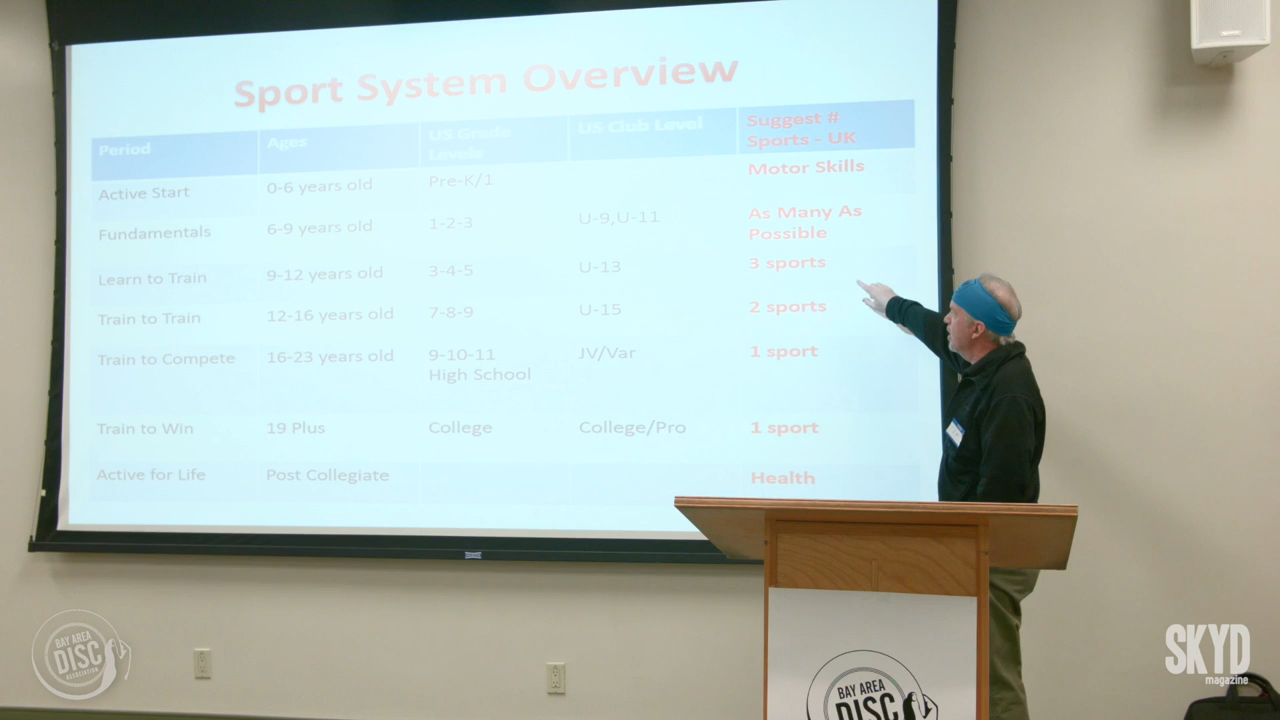 Sport System Overview
Period Ages US Grade Levels US Club Level Suggest # Sports - UK
Active Start 0-6 years old Pre-K/1 Motor Skills
Fundamentals 6-9 years old 1-2-3 U-9,U-11 As Many As Possible
Learn to Train 9-12 years old 3-4-5 U-13 3 sports
Train to Train 12-16 years old 7-8-9 U-15 2 sports
Train to Compete 16-23 years old 9-10-11 High School JV/Var 1 sport
Train to Win 19 Plus College College/Pro 1 sport
Active for Life Post Collegiate Health
BAY AREA
DISC
ASSOCIATION
BAY AREA
DISC
SKYD
magazine